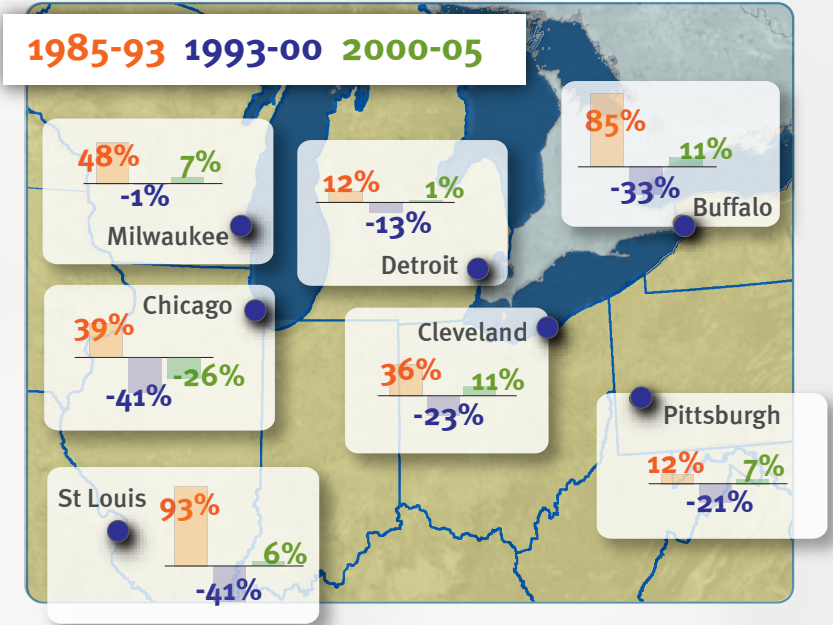 1985-93 1993-00 2000-05
48%
7%
-1%
Milwaukee
12%
1%
-13%
Detroit
85%
11%
-33%
Buffalo
Chicago
39%
-26%
-41%
Cleveland
36%
11%
-23%
Pittsburgh
12%
7%
-21%
St Louis
93%
6%
-41%